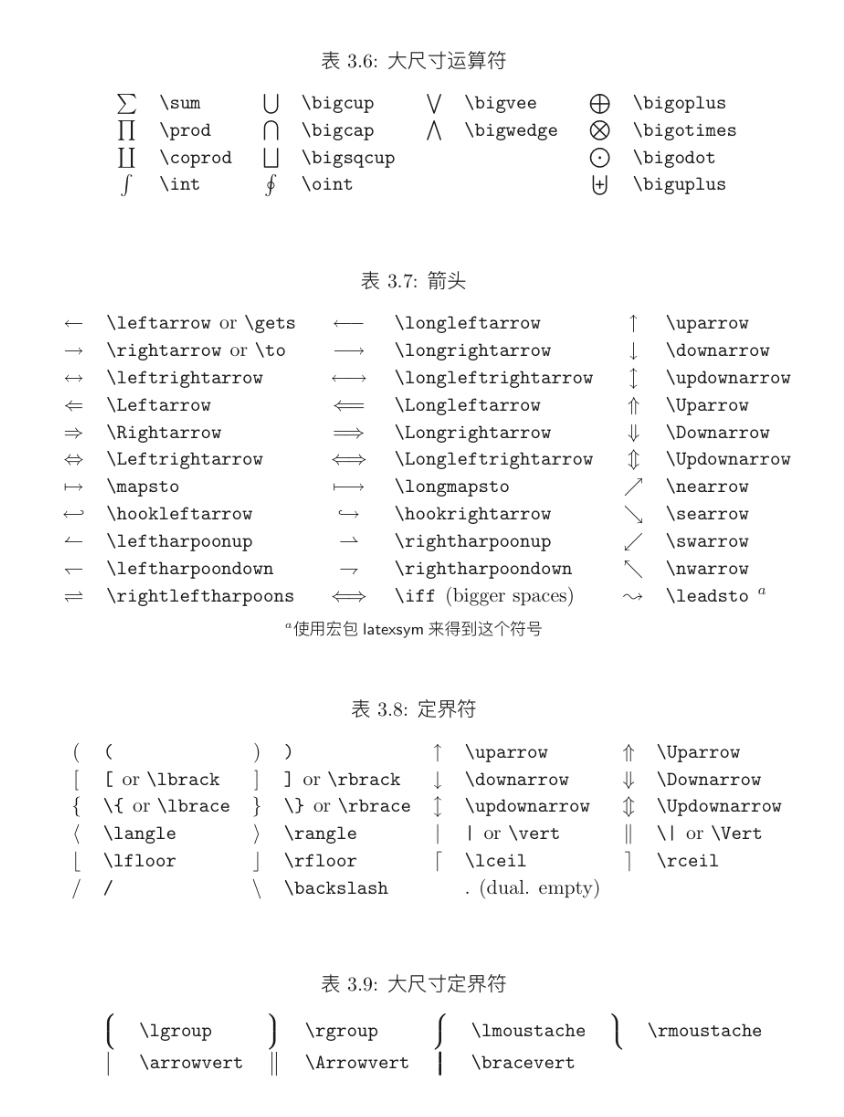 表 3.6: 大尺寸运算符
∑ \sum ⋃ \bigcup ⋁ \bigvee ⨁ \bigoplus
∏ \prod ⋂ \bigcap ⋀ \bigwedge ⨂ \bigotimes
∐ \coprod ⨆ \bigsqcup ⨀ \bigodot
∫ \int ∮ \oint ⨄ \biguplus
表 3.7: 箭头
← \leftarrow or \gets ⟵ \longleftarrow ↑ \uparrow
→ \rightarrow or \to ⟶ \longrightarrow ↓ \downarrow
↔ \leftrightarrow ⟷ \longleftrightarrow ↕ \updownarrow
⇐ \Leftarrow ⟸ \Longleftarrow ⇑ \Uparrow
⇒ \Rightarrow ⟹ \Longrightarrow ⇓ \Downarrow
⇔ \Leftrightarrow ⟺ \Longleftrightarrow ⇕ \Updownarrow
↦ \mapsto ⟼ \longmapsto ↗ \nearrow
↩ \hookleftarrow ↪ \hookrightarrow ↘ \searrow
↼ \leftharpoonup ⇀ \rightharpoonup ↙ \swarrow
↽ \leftharpoondown ⇁ \rightharpoondown ↖ \nwarrow
⇌ \rightleftharpoons ⟺ \iff (bigger spaces) ⇝ \leadsto a
a使用宏包 latexsym 来得到这个符号
表 3.8: 定界符
( ( ) ) ↑ \uparrow ⇑ \Uparrow
[ [ or \lbrack ] ] or \rbrack ↓ \downarrow ⇓ \Downarrow
{ \{ or \lbrace } \} or \rbrace ↕ \updownarrow ⇕ \Updownarrow
⟨ \langle ⟩ \rangle | | or \vert ‖ \| or \Vert
⌊ \lfloor ⌋ \rfloor ⌈ \lceil ⌉ \rceil
/ / \ \backslash . (dual. empty)
表 3.9: 大尺寸定界符
⟮ \lgroup ⟯ \rgroup ⎰ \lmoustache ⎱ \rmoustache
| \arrowvert ‖ \Arrowvert ⎪ \bracevert